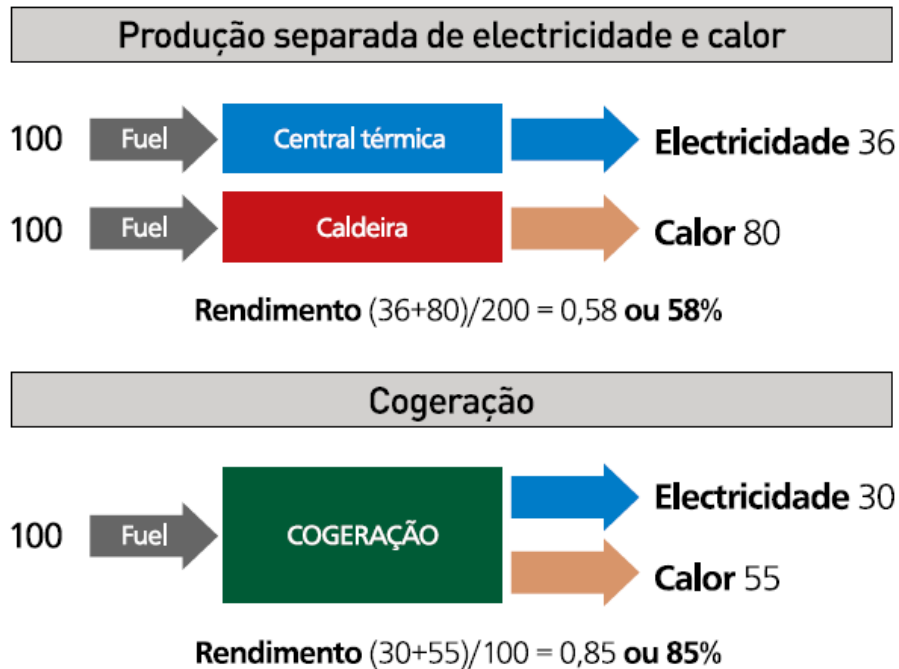 Produção separada de electricidade e calor
100 Fuel Central térmica Electricidade 36
100 Fuel Caldeira Calor 80
Rendimento (36+80)/200 = 0,58 ou 58%
Cogeração
100 Fuel COGERAÇÃO Electricidade 30
Calor 55
Rendimento (30+55)/100 = 0,85 ou 85%